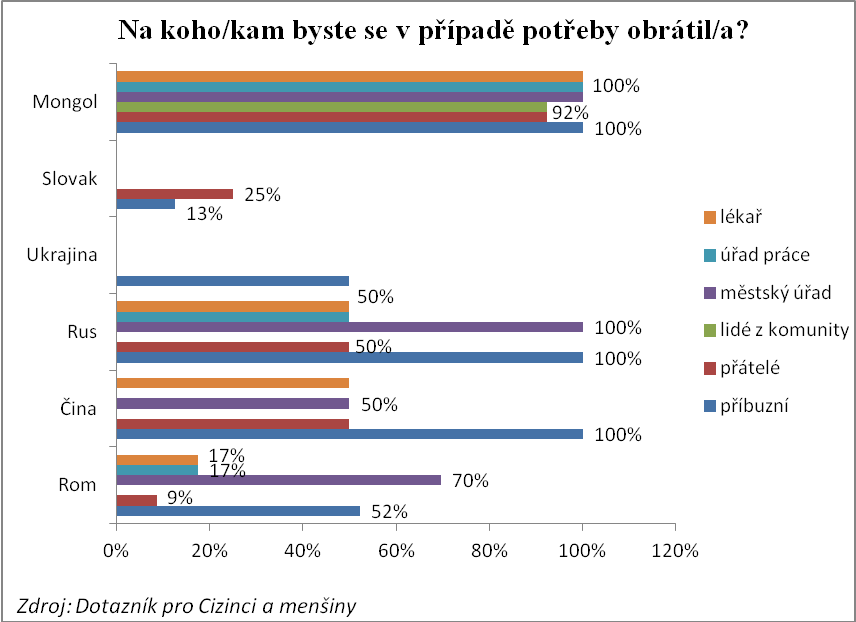 Na koho/kam byste se v případě potřeby obrátil/a?
Mongol
100%
92%
100%
Slovak
25%
13%
Ukrajina
50%
Rus
100%
50%
100%
Čina
50%
100%
Rom
17%
17%
70%
9%
52%
0%
20%
40%
60%
80%
100%
120%
lékař
úřad práce
městský úřad
lidé z komunity
přátelé
příbuzní
Zdroj: Dotazník pro Cizinci a menšiny